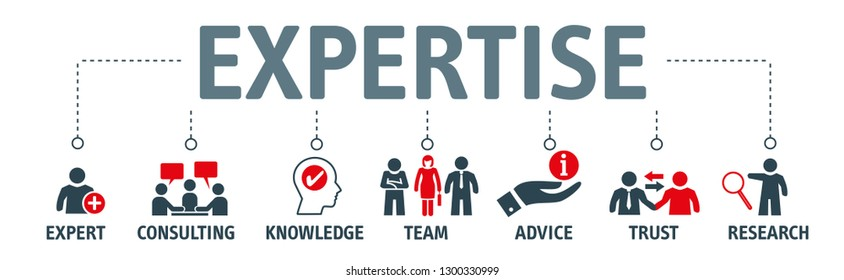 EXPERTISE
EXPERT CONSULTING KNOWLEDGE TEAM ADVICE TRUST RESEARCH
shutterstock.com · 1300330999